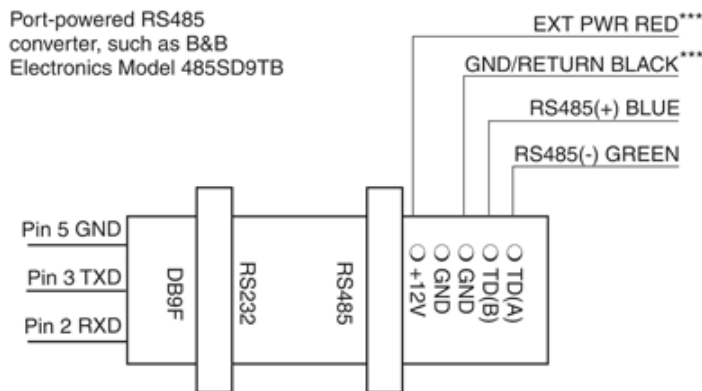 Port-powered RS485
converter, such as B&B
Electronics Model 485SD9TB
EXT PWR RED***
GND/RETURN BLACK***
RS485(+) BLUE
RS485(-) GREEN
Pin 5 GND
Pin 3 TXD
Pin 2 RXD
DB9F
RS232
RS485
+12V
GND
GND
TD(B)
TD(A)